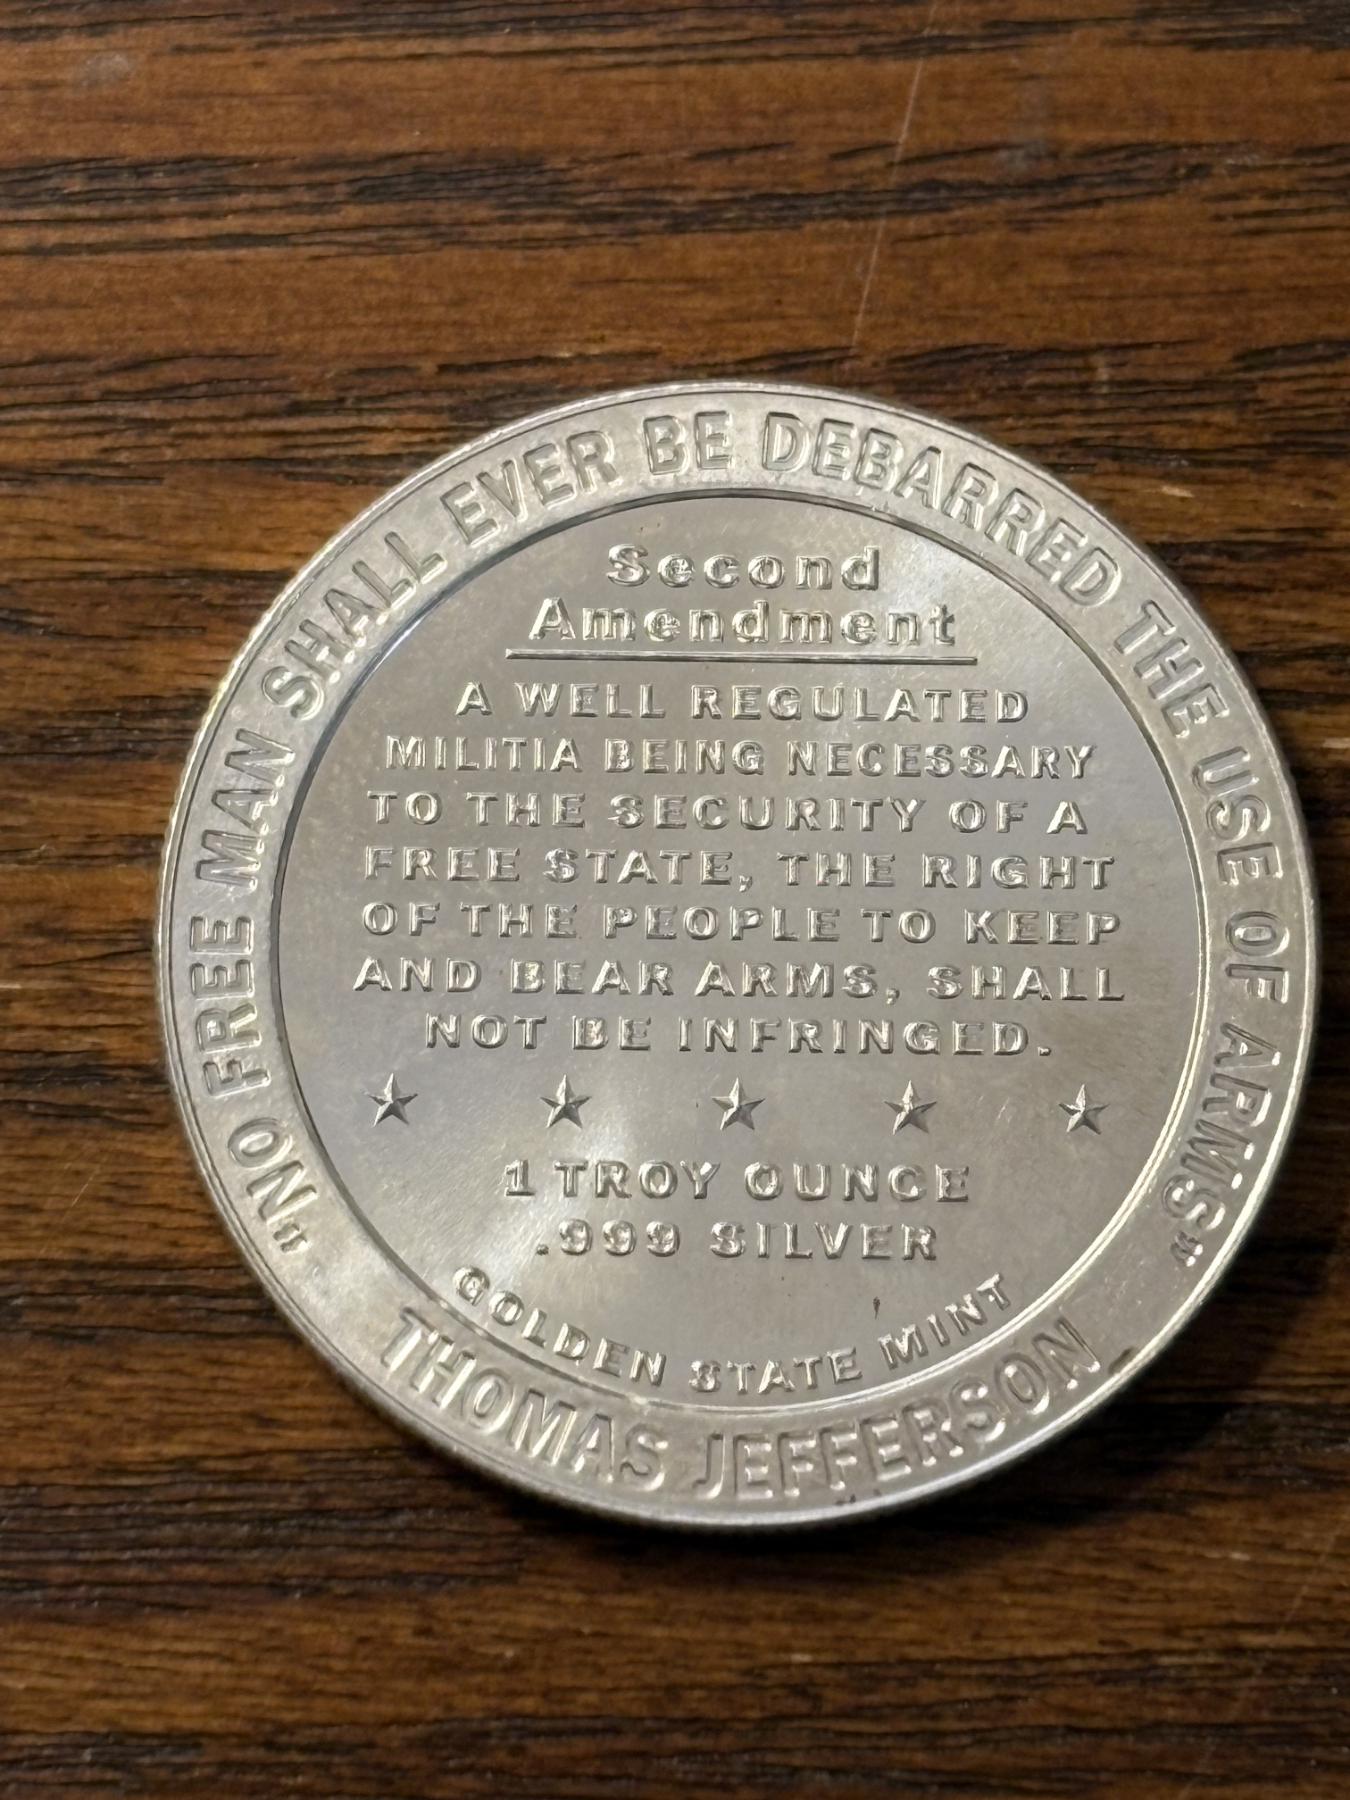 "NO FREE MAN SHALL EVER BE DEBARRED THE USE OF ARMS"
Second
Amendment
A WELL REGULATED
MILITIA BEING NECESSARY
TO THE SECURITY OF A
FREE STATE, THE RIGHT
OF THE PEOPLE TO KEEP
AND BEAR ARMS, SHALL
NOT BE INFRINGED.
1 TROY OUNCE
.999 SILVER
GOLDEN STATE MINT
THOMAS JEFFERSON